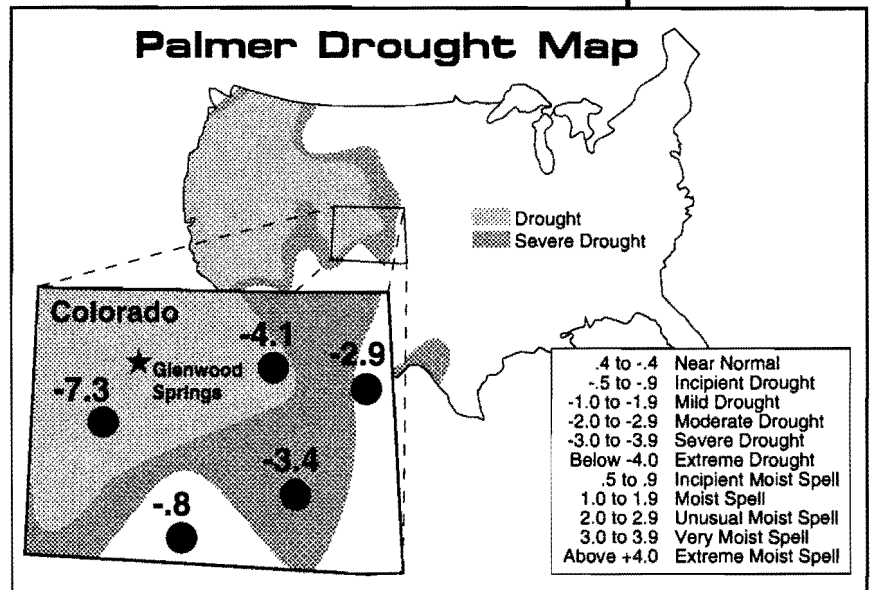 Palmer Drought Map
Drought
Severe Drought
Colorado
-4.1
-2.9
Glenwood
Springs
-7.3
-3.4
-.8
.4 to -.4 Near Normal
-.5 to -.9 Incipient Drought
-1.0 to -1.9 Mild Drought
-2.0 to -2.9 Moderate Drought
-3.0 to -3.9 Severe Drought
Below -4.0 Extreme Drought
.5 to .9 Incipient Moist Spell
1.0 to 1.9 Moist Spell
2.0 to 2.9 Unusual Moist Spell
3.0 to 3.9 Very Moist Spell
Above +4.0 Extreme Moist Spell